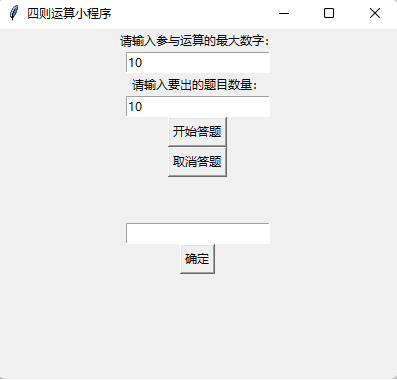 四则运算小程序
请输入参与运算的最大数字：
10
请输入要出的题目数量：
10
开始答题
取消答题
确定